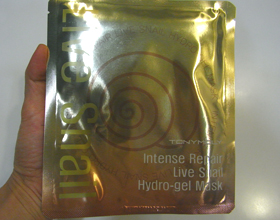 Live Snail
TONYMOLY
Intense Repair
Live Snail
Hydro-gel Mask